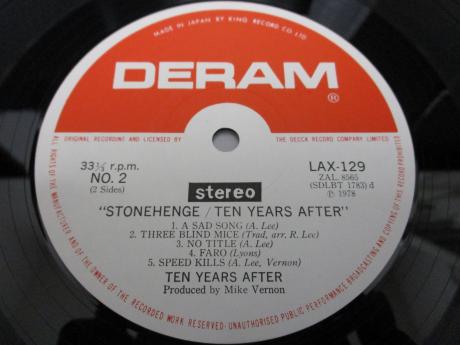 MADE IN JAPAN BY KING RECORD CO. LTD
DERAM
®
ORIGINAL RECORDING AND LICENSED BY THE DECCA RECORD COMPANY LIMITED
33⅓ r.p.m.
NO. 2
(2 Sides)
stereo
LAX-129
ZAL. 8565
(SDLBT 1783) d
Ⓟ 1978
"STONEHENGE / TEN YEARS AFTER"
1. A SAD SONG (A. Lee)
2. THREE BLIND MICE (Trad, arr. R. Lee)
3. NO TITLE (A. Lee)
4. FARO (Lyons)
5. SPEED KILLS (A. Lee, Vernon)
TEN YEARS AFTER
Produced by Mike Vernon
ALL RIGHTS OF THE MANUFACTURER AND OF THE OWNER OF THE RECORDED WORK RESERVED·UNAUTHORISED PUBLIC PERFORMANCE BROADCASTING AND COPYING OF THIS RECORD PROHIBITED